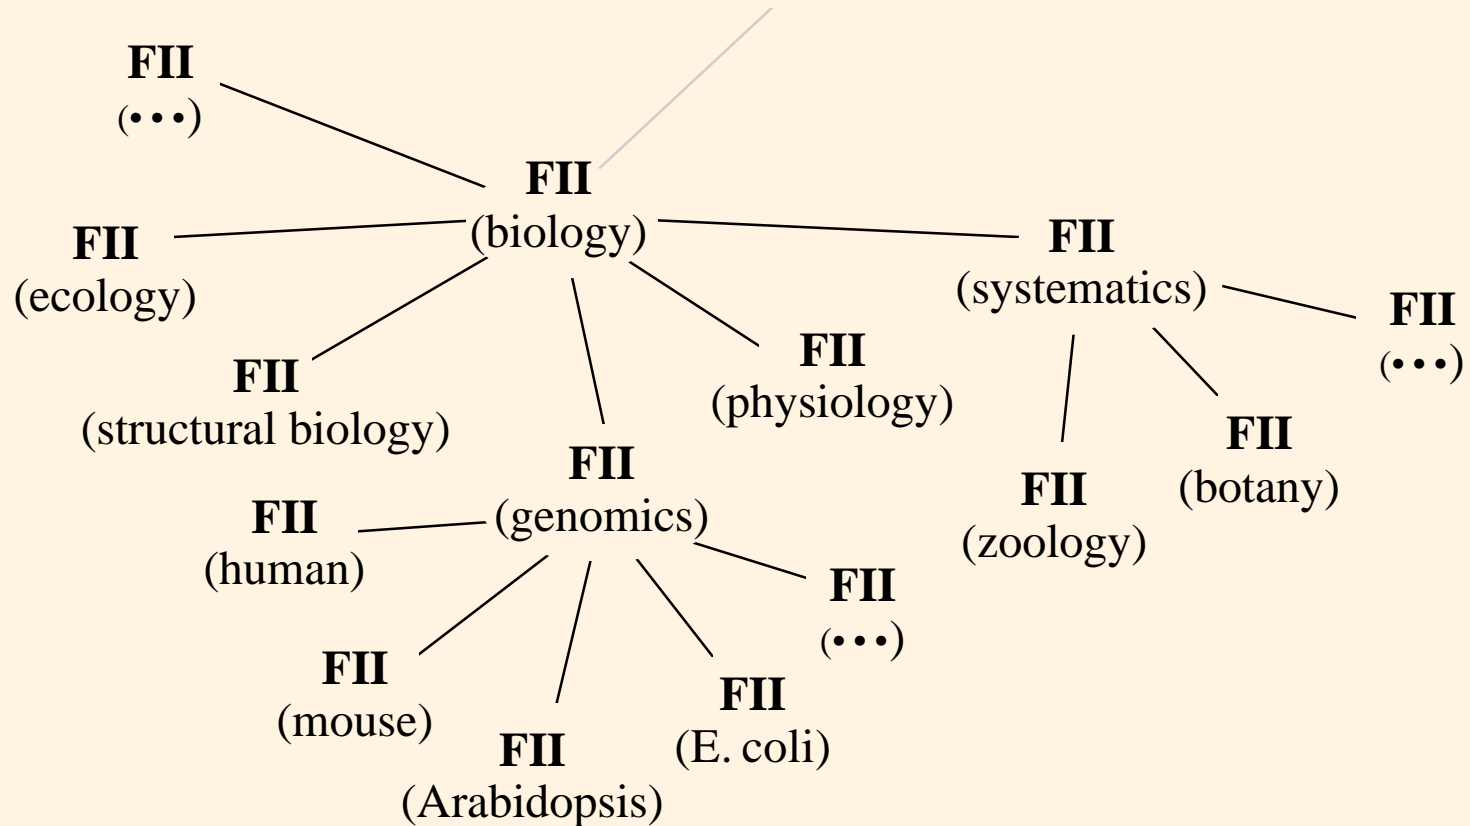 FII
(•••)
FII
(biology)
FII
(ecology)
FII
(systematics)
FII
(•••)
FII
(structural biology)
FII
(physiology)
FII
(genomics)
FII
(botany)
FII
(zoology)
FII
(human)
FII
(•••)
FII
(mouse)
FII
(E. coli)
FII
(Arabidopsis)